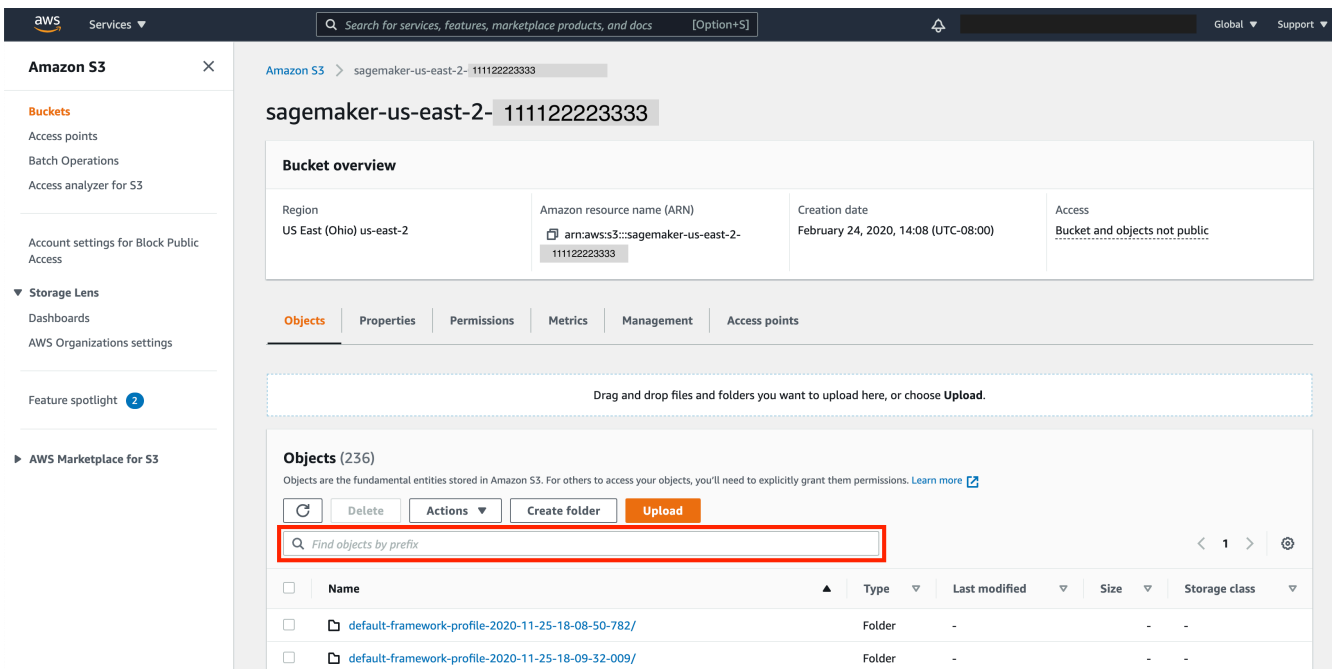 aws Services ▼ Search for services, features, marketplace products, and docs [Option+S] Global ▼ Support ▼
Amazon S3
Buckets
Access points
Batch Operations
Access analyzer for S3
Account settings for Block Public
Access
▼ Storage Lens
Dashboards
AWS Organizations settings
Feature spotlight 2
▶ AWS Marketplace for S3
Amazon S3 > sagemaker-us-east-2- 111122223333
sagemaker-us-east-2- 111122223333
Bucket overview
Region
US East (Ohio) us-east-2
Amazon resource name (ARN)
arn:aws:s3:::sagemaker-us-east-2-
111122223333
Creation date
February 24, 2020, 14:08 (UTC-08:00)
Access
Bucket and objects not public
Objects Properties Permissions Metrics Management Access points
Drag and drop files and folders you want to upload here, or choose Upload.
Objects (236)
Objects are the fundamental entities stored in Amazon S3. For others to access your objects, you'll need to explicitly grant them permissions. Learn more
Delete Actions ▼ Create folder Upload
Find objects by prefix < 1 >
Name ▲ Type ▽ Last modified ▽ Size ▽ Storage class ▽
default-framework-profile-2020-11-25-18-08-50-782/ Folder - - -
default-framework-profile-2020-11-25-18-09-32-009/ Folder - - -